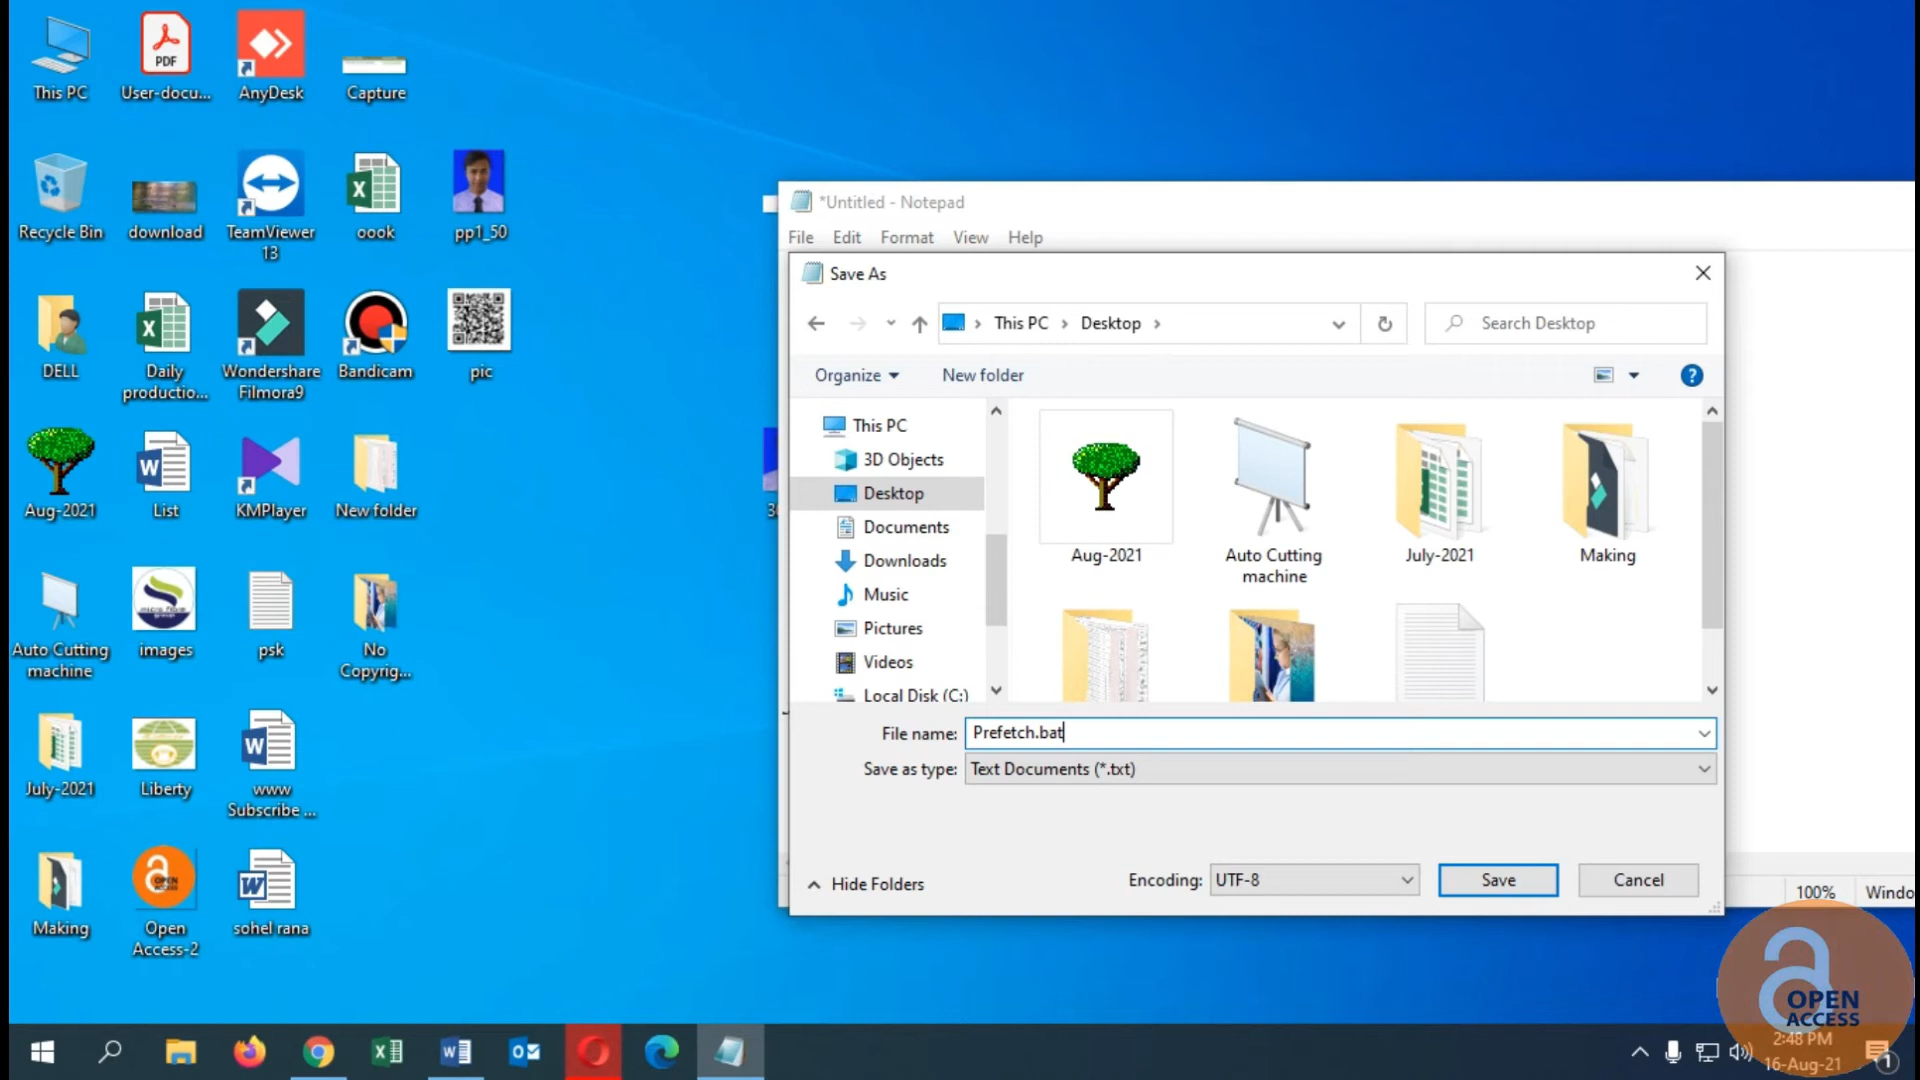 This PC
PDF
User-docu...
AnyDesk
Capture
Recycle Bin
download
TeamViewer
13
oook
pp1_50
DELL
Daily
productio...
Wondershare
Filmora9
Bandicam
pic
Aug-2021
List
KMPlayer
New folder
Auto Cutting
machine
images
psk
No
Copyrig...
July-2021
Liberty
www
Subscribe ...
Making
OPEN
ACCESS
Open
Access-2
sohel rana
*Untitled - Notepad
File
Edit
Format
View
Help
Save As
This PC
Desktop
Search Desktop
Organize
New folder
This PC
3D Objects
Desktop
Documents
Downloads
Music
Pictures
Videos
Local Disk (C:)
Aug-2021
Auto Cutting
machine
July-2021
Making
File name:
Prefetch.bat
Save as type:
Text Documents (*.txt)
Hide Folders
Encoding:
UTF-8
Save
Cancel
100%
Windo
OPEN
ACCESS
2:48 PM
16-Aug-21
1